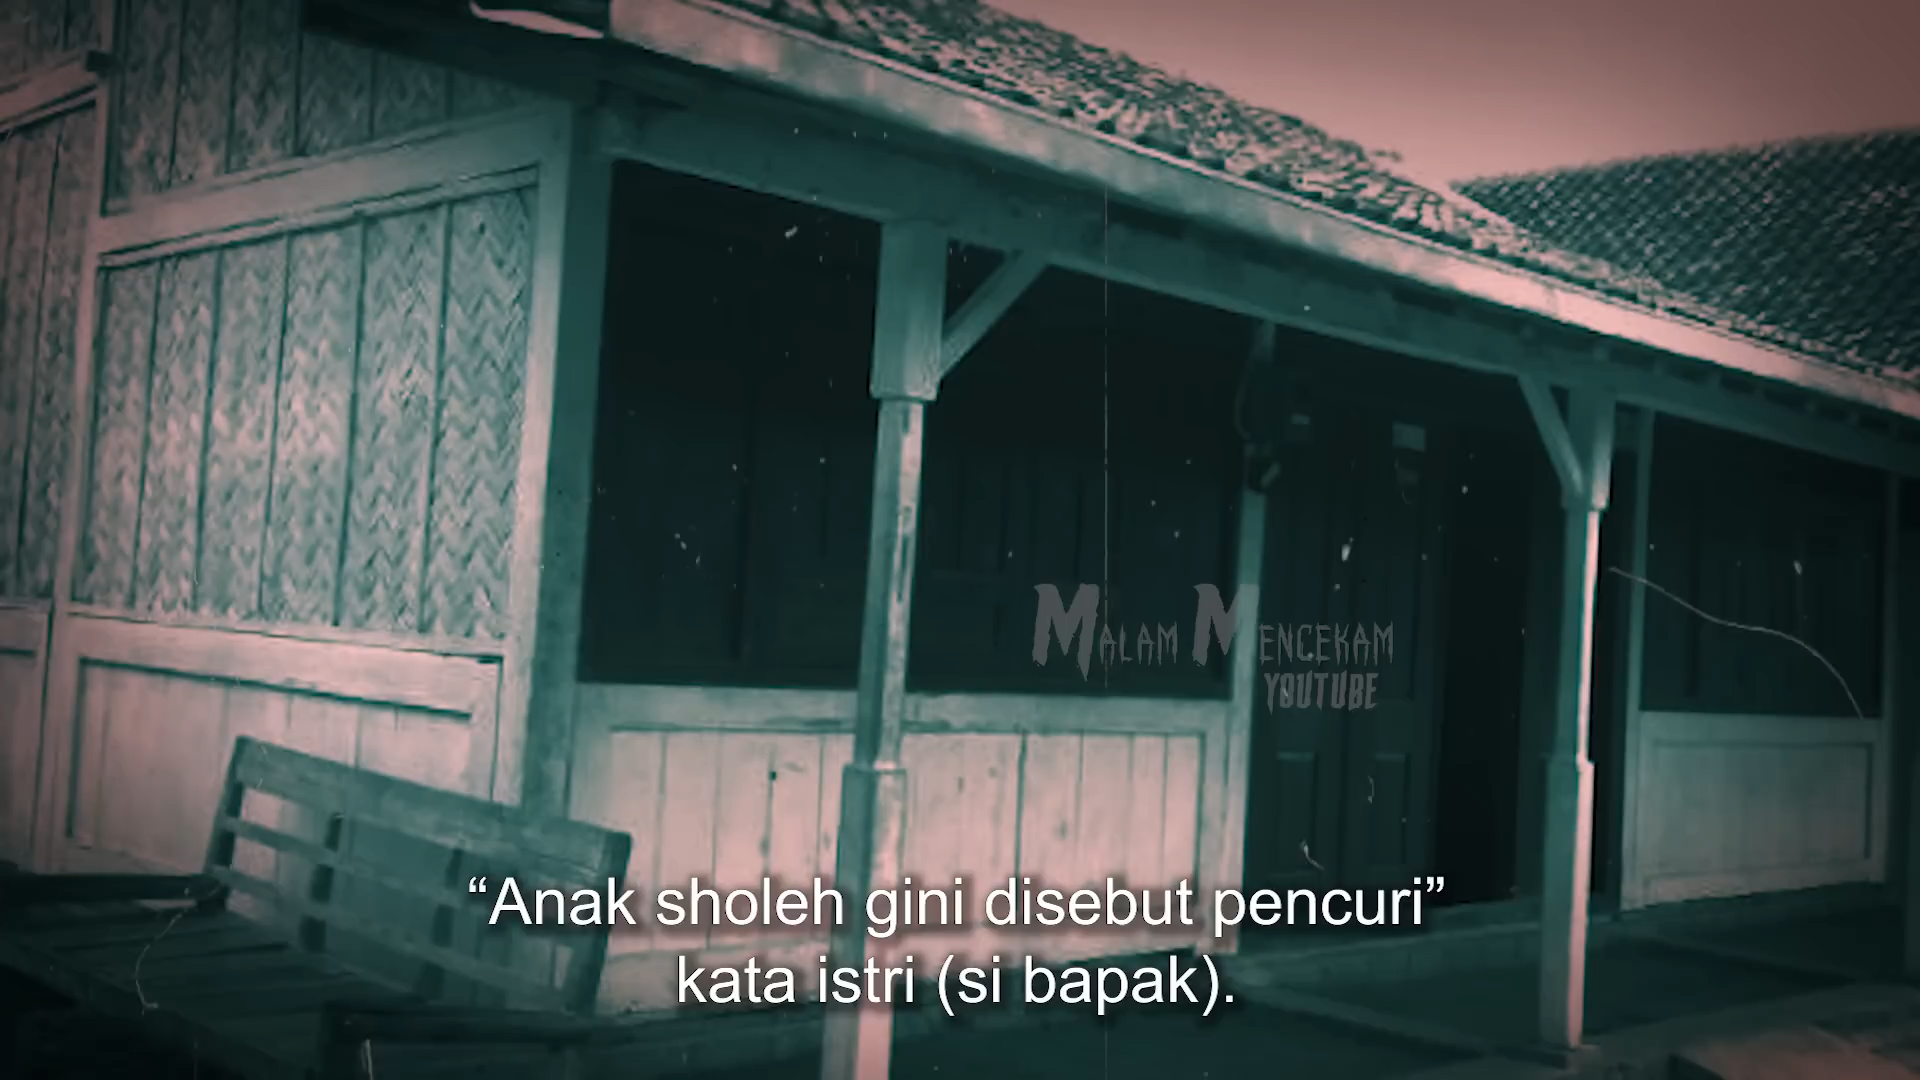 MALAM MENCEKAM
YOUTUBE
“Anak sholeh gini disebut pencuri”
kata istri (si bapak).